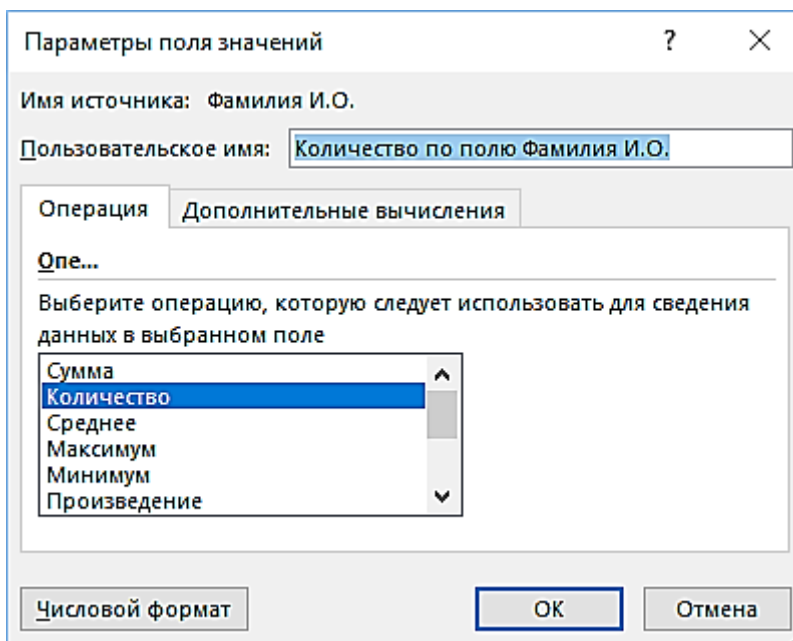 Параметры поля значений ?
Имя источника: Фамилия И.О.
Пользовательское имя: Количество по полю Фамилия И.О.
Операция Дополнительные вычисления
Опе...
Выберите операцию, которую следует использовать для сведения
данных в выбранном поле
Сумма
Количество
Среднее
Максимум
Минимум
Произведение
Числовой формат ОК Отмена